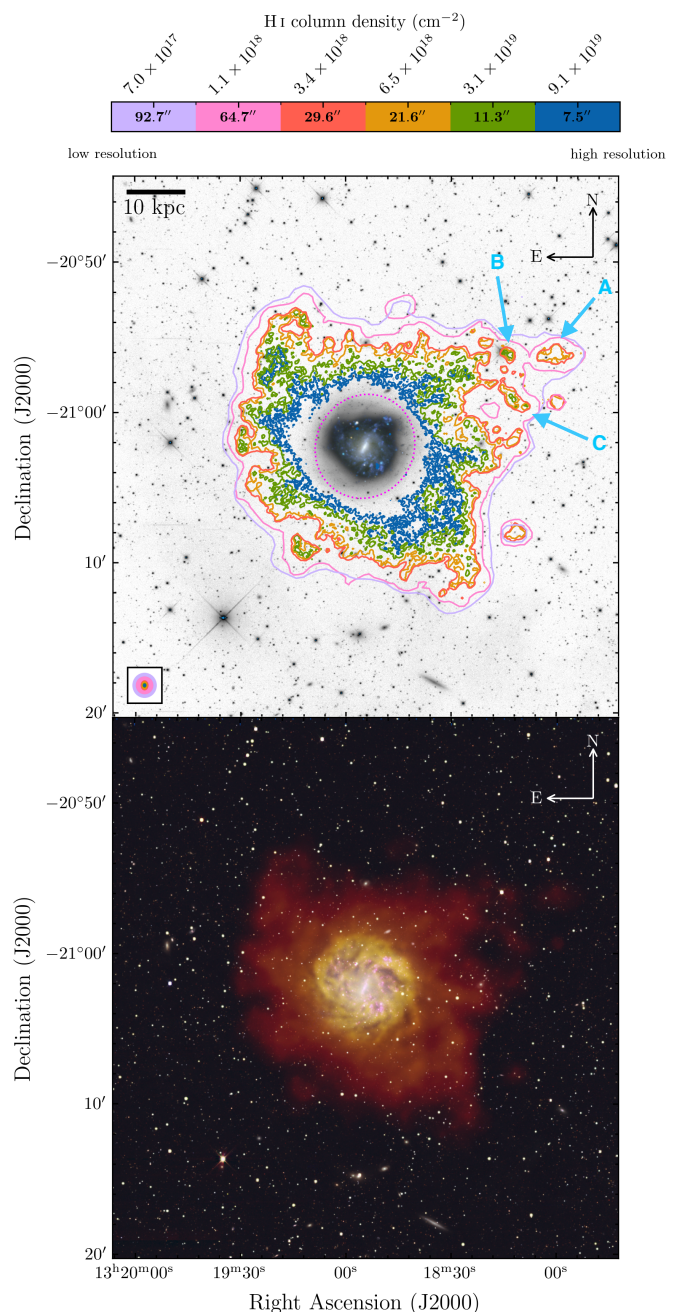 H I column density (cm⁻²)
7.0 × 10¹⁷ 1.1 × 10¹⁸ 3.4 × 10¹⁸ 6.5 × 10¹⁸ 3.1 × 10¹⁹ 9.1 × 10¹⁹
92.7″ 64.7″ 29.6″ 21.6″ 11.3″ 7.5″
low resolution high resolution
10 kpc
N
E
B
A
C
−20°50′
−21°00′
10′
20′
Declination (J2000)
N
E
−20°50′
−21°00′
10′
20′
Declination (J2000)
13ʰ20ᵐ00ˢ 19ᵐ30ˢ 00ˢ 18ᵐ30ˢ 00ˢ
Right Ascension (J2000)